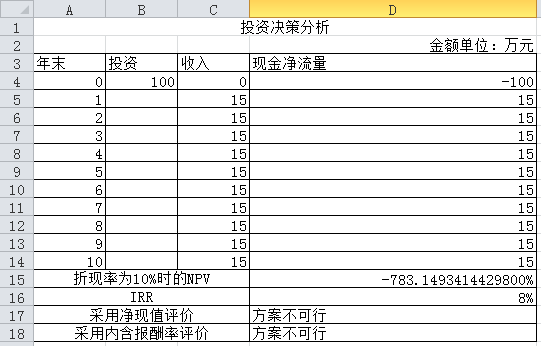 A B C D
1 投资决策分析
2 金额单位：万元
3 年末 投资 收入 现金净流量
4 0 100 0 -100
5 1 15 15
6 2 15 15
7 3 15 15
8 4 15 15
9 5 15 15
10 6 15 15
11 7 15 15
12 8 15 15
13 9 15 15
14 10 15 15
15 折现率为10%时的NPV -783.1493414429800%
16 IRR 8%
17 采用净现值评价 方案不可行
18 采用内含报酬率评价 方案不可行